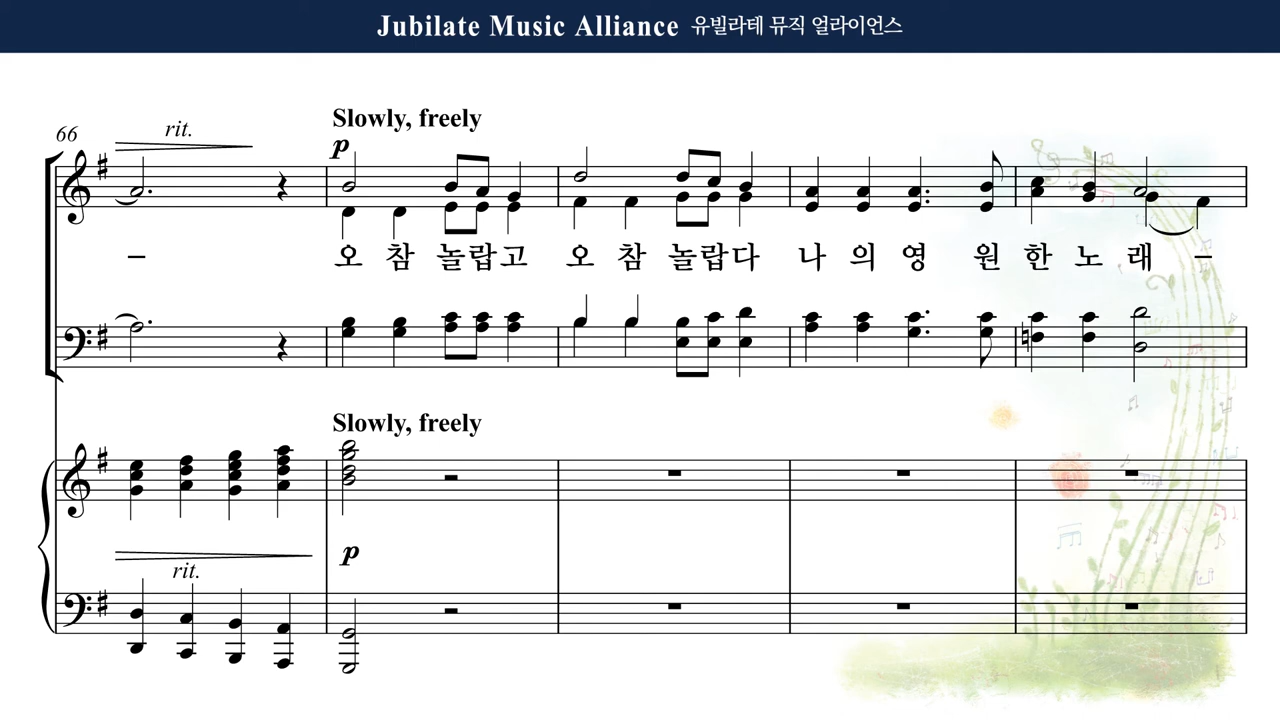 Jubilate Music Alliance 유빌라테 뮤직 얼라이언스
Slowly, freely
66 rit.
p
– 오 참 놀랍고 오 참 놀랍다 나 의 영 원 한 노 래 –
Slowly, freely
p
rit.